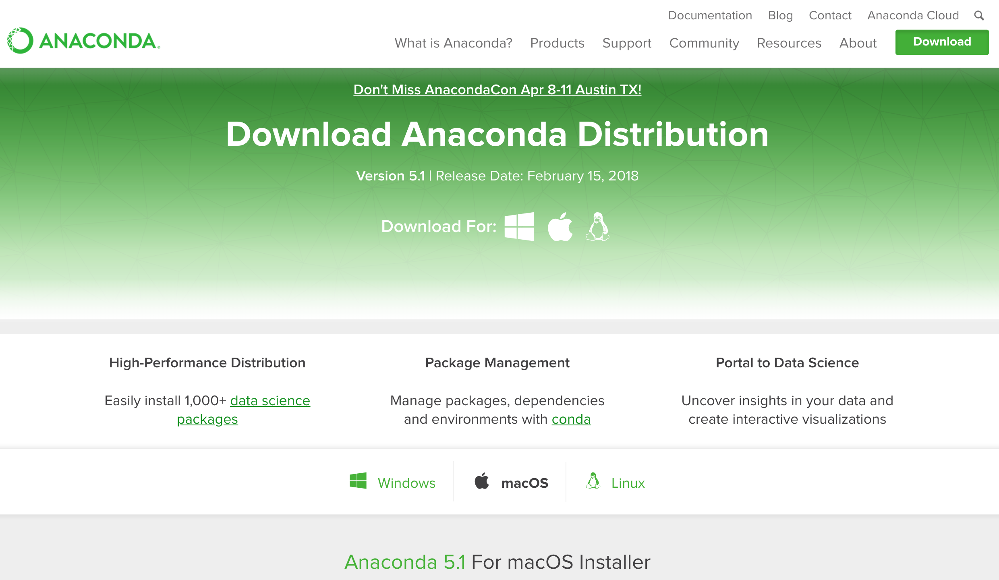 Documentation Blog Contact Anaconda Cloud
ANACONDA®
What is Anaconda? Products Support Community Resources About Download
Don't Miss AnacondaCon Apr 8-11 Austin TX!
Download Anaconda Distribution
Version 5.1 | Release Date: February 15, 2018
Download For:
High-Performance Distribution
Easily install 1,000+ data science
packages
Package Management
Manage packages, dependencies
and environments with conda
Portal to Data Science
Uncover insights in your data and
create interactive visualizations
Windows macOS Linux
Anaconda 5.1 For macOS Installer